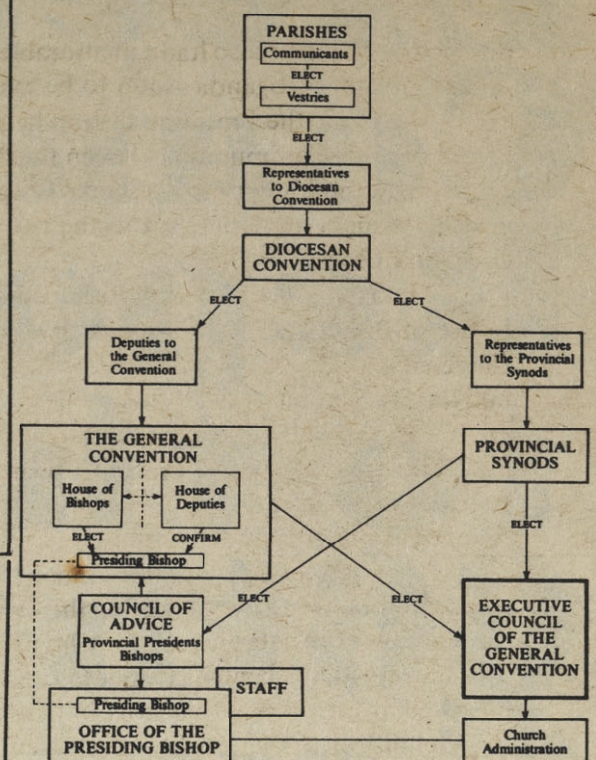 PARISHES
Communicants
ELECT
Vestries
ELECT
Representatives
to Diocesan
Convention
DIOCESAN
CONVENTION
ELECT
ELECT
Deputies to
the General
Convention
Representatives
to the Provincial
Synods
THE GENERAL
CONVENTION
House of
Bishops
House of
Deputies
ELECT
CONFIRM
Presiding Bishop
PROVINCIAL
SYNODS
ELECT
ELECT
ELECT
COUNCIL OF
ADVICE
Provincial Presidents
Bishops
EXECUTIVE
COUNCIL
OF THE
GENERAL
CONVENTION
STAFF
Presiding Bishop
OFFICE OF THE
PRESIDING BISHOP
Church
Administration